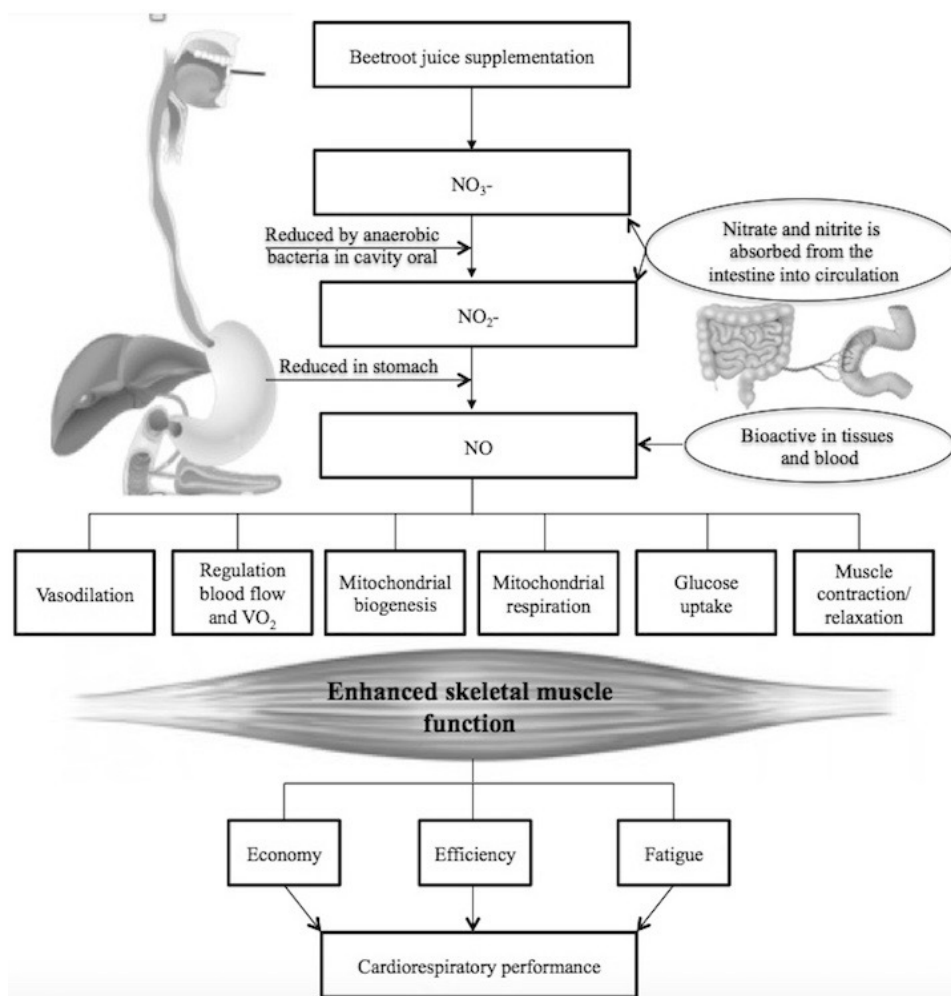 Beetroot juice supplementation
NO₃-
Reduced by anaerobic
bacteria in cavity oral
Nitrate and nitrite is
absorbed from the
intestine into circulation
NO₂-
Reduced in stomach
NO
Bioactive in tissues
and blood
Vasodilation
Regulation
blood flow
and VO₂
Mitochondrial
biogenesis
Mitochondrial
respiration
Glucose
uptake
Muscle
contraction/
relaxation
Enhanced skeletal muscle
function
Economy
Efficiency
Fatigue
Cardiorespiratory performance